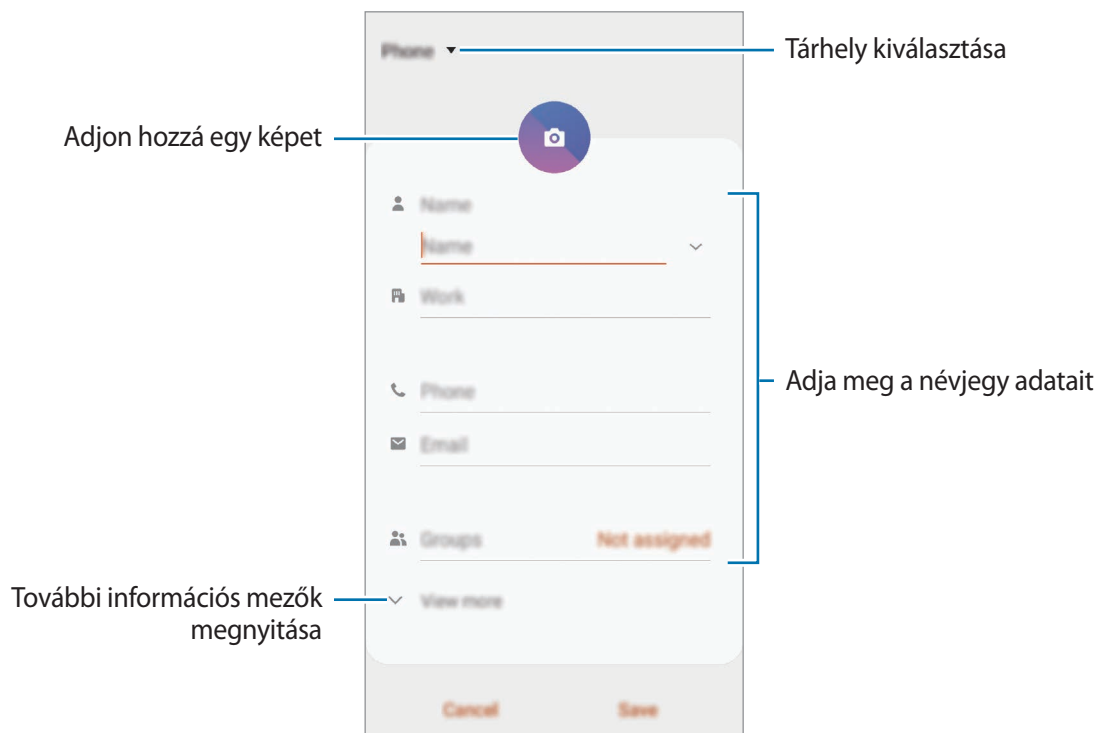 Phone
Tárhely kiválasztása
Adjon hozzá egy képet
Name
Name
Work
Adja meg a névjegy adatait
Phone
Email
Groups
Not assigned
További információs mezők
megnyitása
View more
Cancel
Save